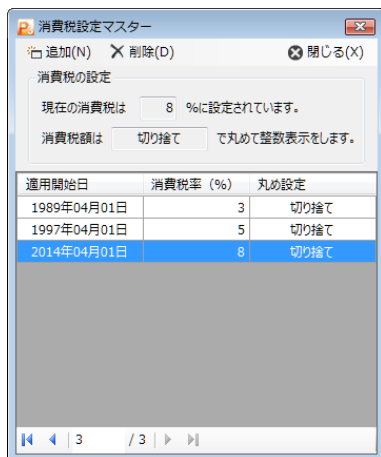 消費税設定マスター
追加(N) 削除(D) 閉じる(X)
消費税の設定
現在の消費税は 8 %に設定されています。
消費税額は 切り捨て で丸めて整数表示をします。
適用開始日 消費税率（%） 丸め設定
1989年04月01日 3 切り捨て
1997年04月01日 5 切り捨て
2014年04月01日 8 切り捨て
3 / 3